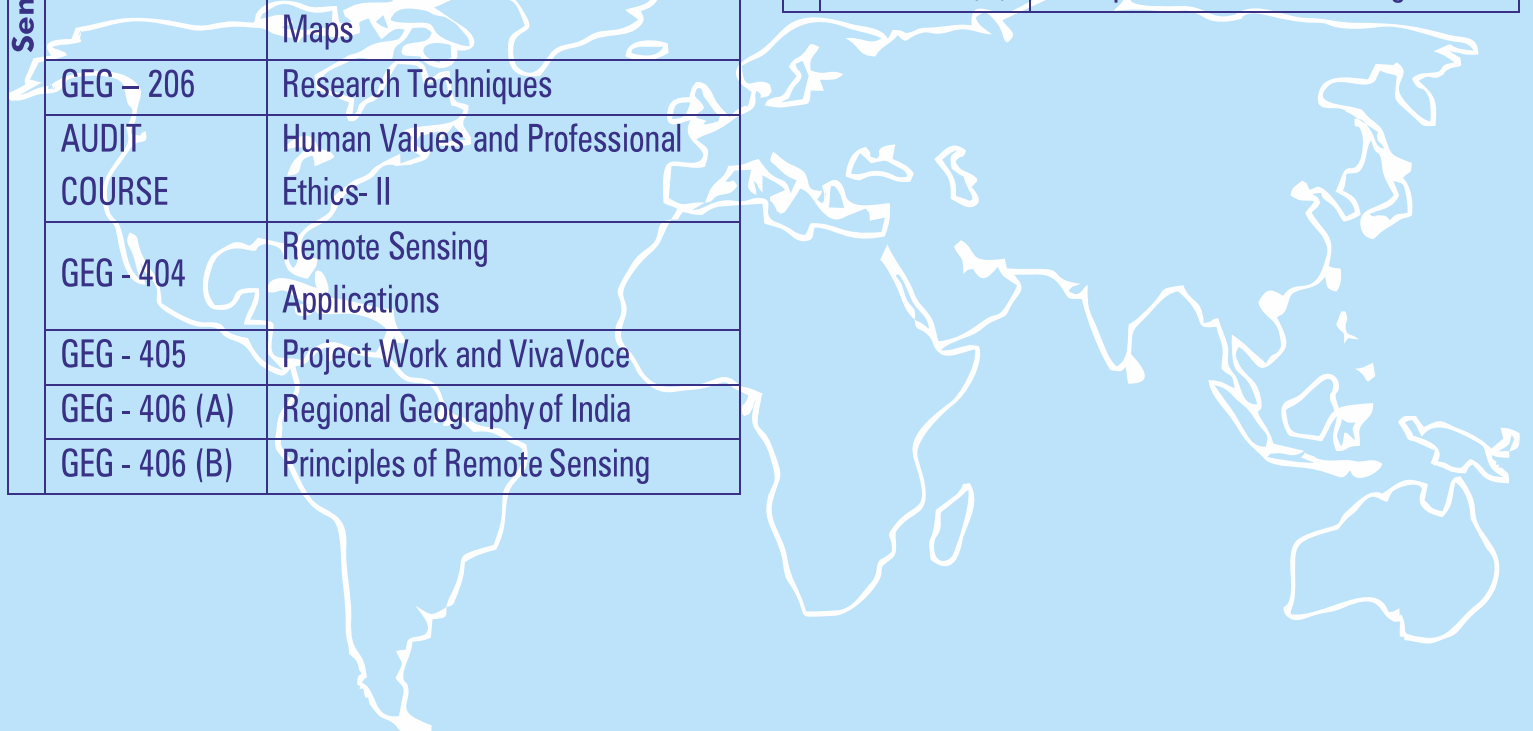 Maps
GEG – 206 Research Techniques
AUDIT Human Values and Professional
COURSE Ethics- II
GEG - 404 Remote Sensing
Applications
GEG - 405 Project Work and Viva Voce
GEG - 406 (A) Regional Geography of India
GEG - 406 (B) Principles of Remote Sensing